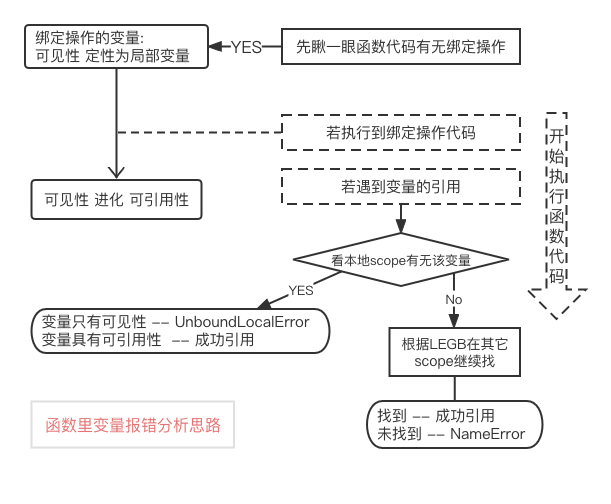 绑定操作的变量:
可见性 定性为局部变量
YES
先瞅一眼函数代码有无绑定操作
若执行到绑定操作代码
可见性 进化 可引用性
若遇到变量的引用
开始执行函数代码
看本地scope有无该变量
YES
No
变量只有可见性 -- UnboundLocalError
变量具有可引用性 -- 成功引用
根据LEGB在其它
scope继续找
找到 -- 成功引用
未找到 -- NameError
函数里变量报错分析思路